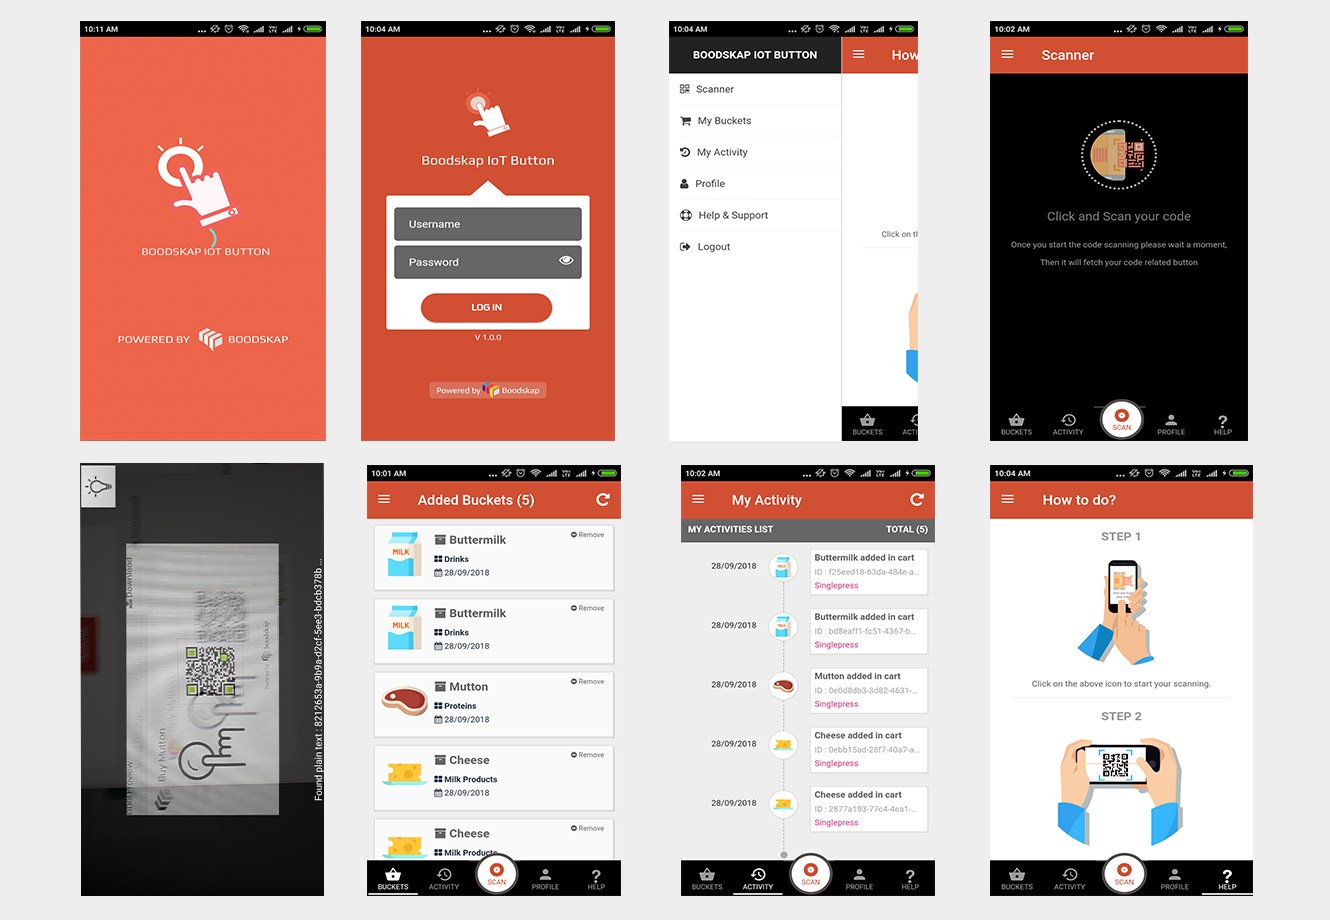 10:11 AM
BOODSKAP IOT BUTTON
POWERED BY BOODSKAP
10:04 AM
Boodskap IoT Button
Username
Password
LOG IN
V 1.0.0
Powered by Boodskap
10:04 AM
BOODSKAP IOT BUTTON
How
Scanner
My Buckets
My Activity
Profile
Help & Support
Logout
Click on th
BUCKETS
ACTI
10:02 AM
Scanner
Click and Scan your code
Once you start the code scanning please wait a moment,
Then it will fetch your code related button
BUCKETS ACTIVITY SCAN PROFILE HELP
Download
Powered by Boodskap
Buy Mutton
Found plain text : 8212653a-9b9a-d2cf-5ee3-bdcb378b ...
10:01 AM
Added Buckets (5)
MILK
Buttermilk
Remove
Drinks
28/09/2018
MILK
Buttermilk
Remove
Drinks
28/09/2018
Mutton
Remove
Proteins
28/09/2018
Cheese
Remove
Milk Products
28/09/2018
Cheese
Remove
Milk Products
BUCKETS ACTIVITY SCAN PROFILE HELP
10:02 AM
My Activity
MY ACTIVITIES LIST TOTAL (5)
28/09/2018
Buttermilk added in cart
ID : f25eed18-63da-484e-a...
Singlepress
28/09/2018
Buttermilk added in cart
ID : bd8eaff1-fc51-4367-b...
Singlepress
28/09/2018
Mutton added in cart
ID : 0e0d8db3-3d82-4631-...
Singlepress
28/09/2018
Cheese added in cart
ID : 0ebb15ad-28f7-40a7-a...
Singlepress
28/09/2018
Cheese added in cart
ID : 2877a193-77c4-4ea1-...
Singlepress
BUCKETS ACTIVITY SCAN PROFILE HELP
10:04 AM
How to do?
STEP 1
Click on the above icon to start your scanning.
STEP 2
BUCKETS ACTIVITY SCAN PROFILE HELP